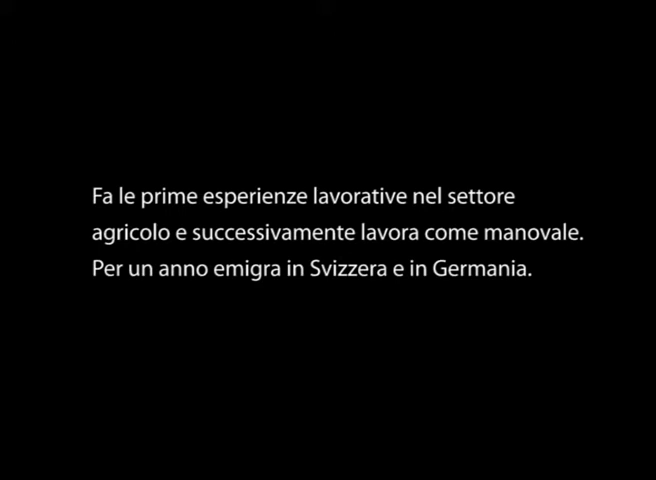 Fa le prime esperienze lavorative nel settore
agricolo e successivamente lavora come manovale.
Per un anno emigra in Svizzera e in Germania.